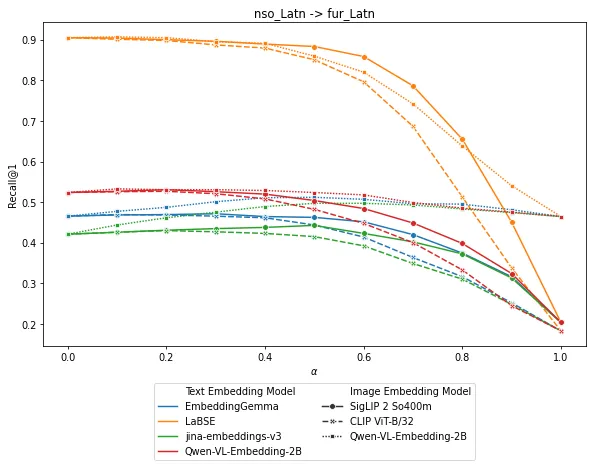 nso_Latn -> fur_Latn
Recall@1
0.9
0.8
0.7
0.6
0.5
0.4
0.3
0.2
0.0
0.2
0.4
0.6
0.8
1.0
α
Text Embedding Model
EmbeddingGemma
LaBSE
jina-embeddings-v3
Qwen-VL-Embedding-2B
Image Embedding Model
SigLIP 2 So400m
CLIP ViT-B/32
Qwen-VL-Embedding-2B